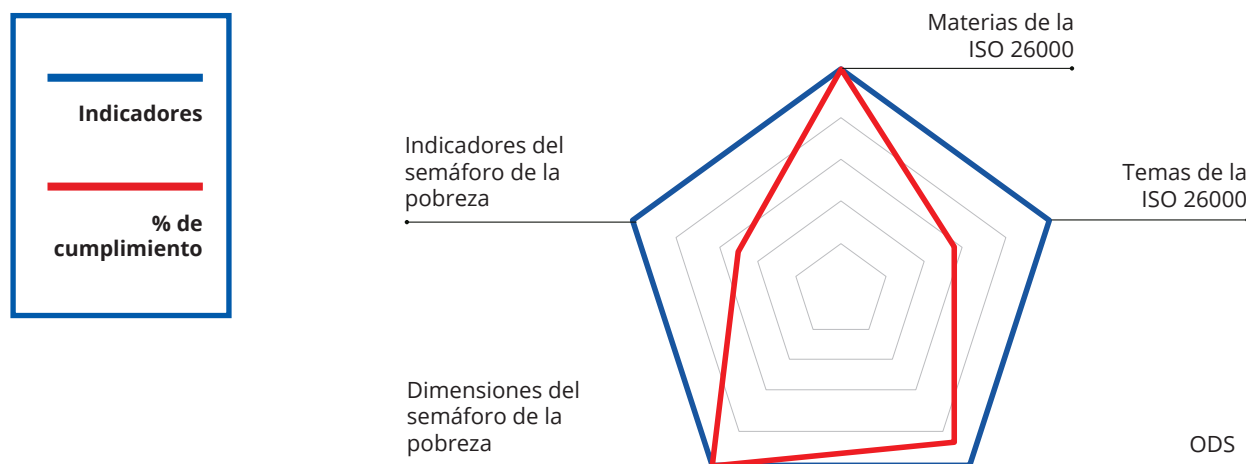 Indicadores
% de
cumplimiento
Materias de la
ISO 26000
Indicadores del
semáforo de la
pobreza
Temas de la
ISO 26000
Dimensiones del
semáforo de la
pobreza
ODS